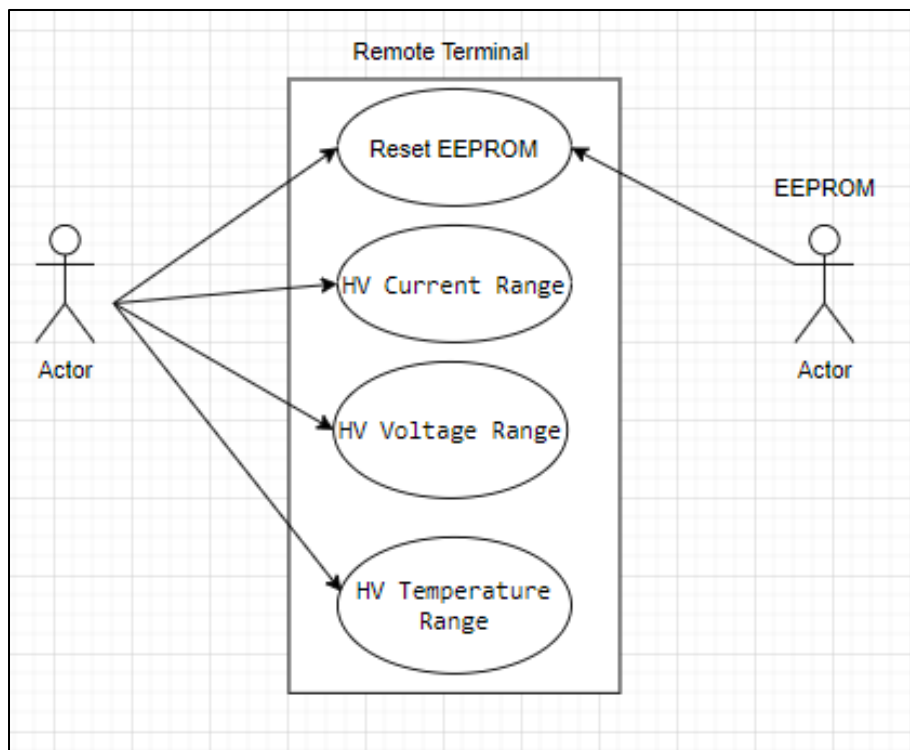 Remote Terminal
Reset EEPROM
EEPROM
HV Current Range
Actor
Actor
HV Voltage Range
HV Temperature
Range